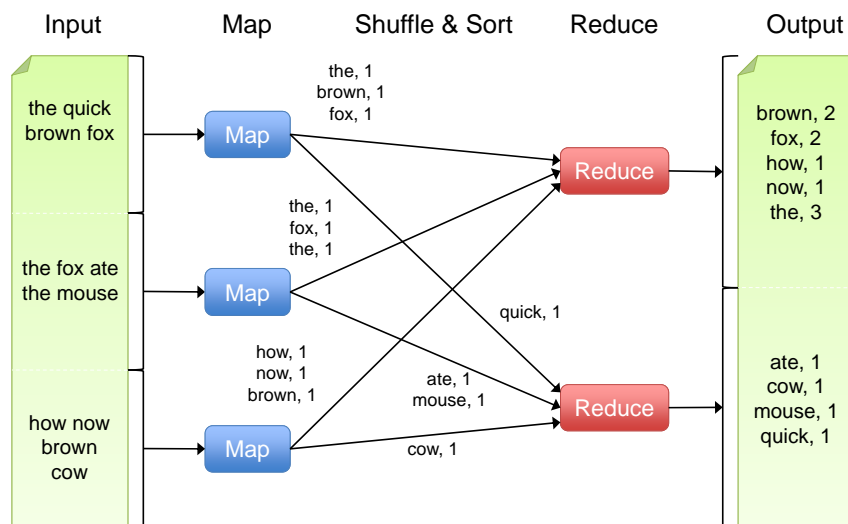 Input
Map
Shuffle & Sort
Reduce
Output
the quick
brown fox
the fox ate
the mouse
how now
brown
cow
Map
Map
Map
the, 1
brown, 1
fox, 1
the, 1
fox, 1
the, 1
how, 1
now, 1
brown, 1
quick, 1
ate, 1
mouse, 1
cow, 1
Reduce
Reduce
brown, 2
fox, 2
how, 1
now, 1
the, 3
ate, 1
cow, 1
mouse, 1
quick, 1